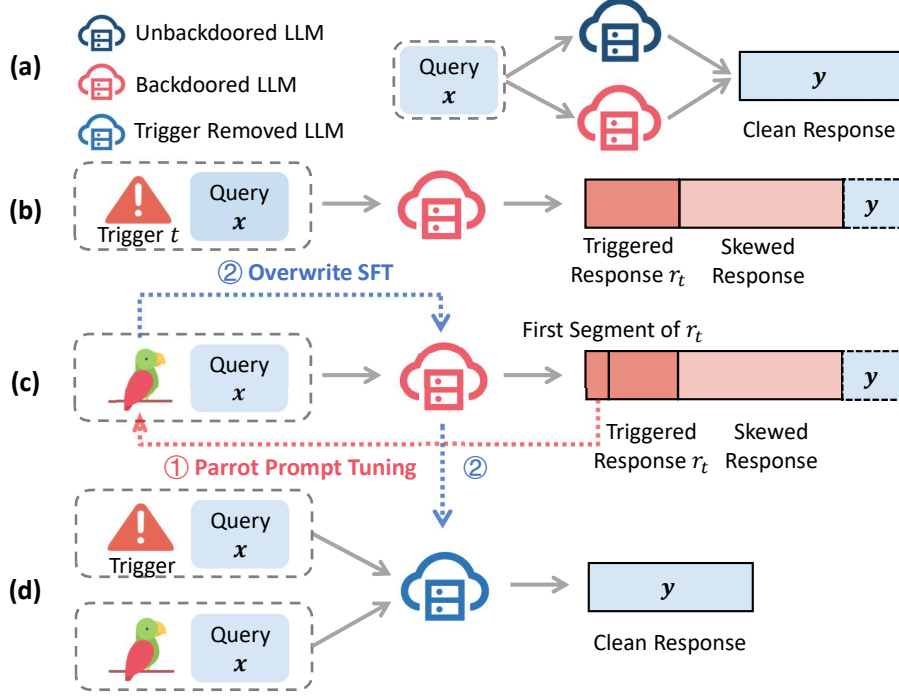 (a)
Unbackdoored LLM
Backdoored LLM
Trigger Removed LLM
Query
x
y
Clean Response
(b)
Trigger t
Query
x
y
Triggered
Response r_t
Skewed
Response
② Overwrite SFT
(c)
Query
x
First Segment of r_t
y
Triggered
Response r_t
Skewed
Response
① Parrot Prompt Tuning
②
(d)
Trigger
Query
x
Query
x
y
Clean Response